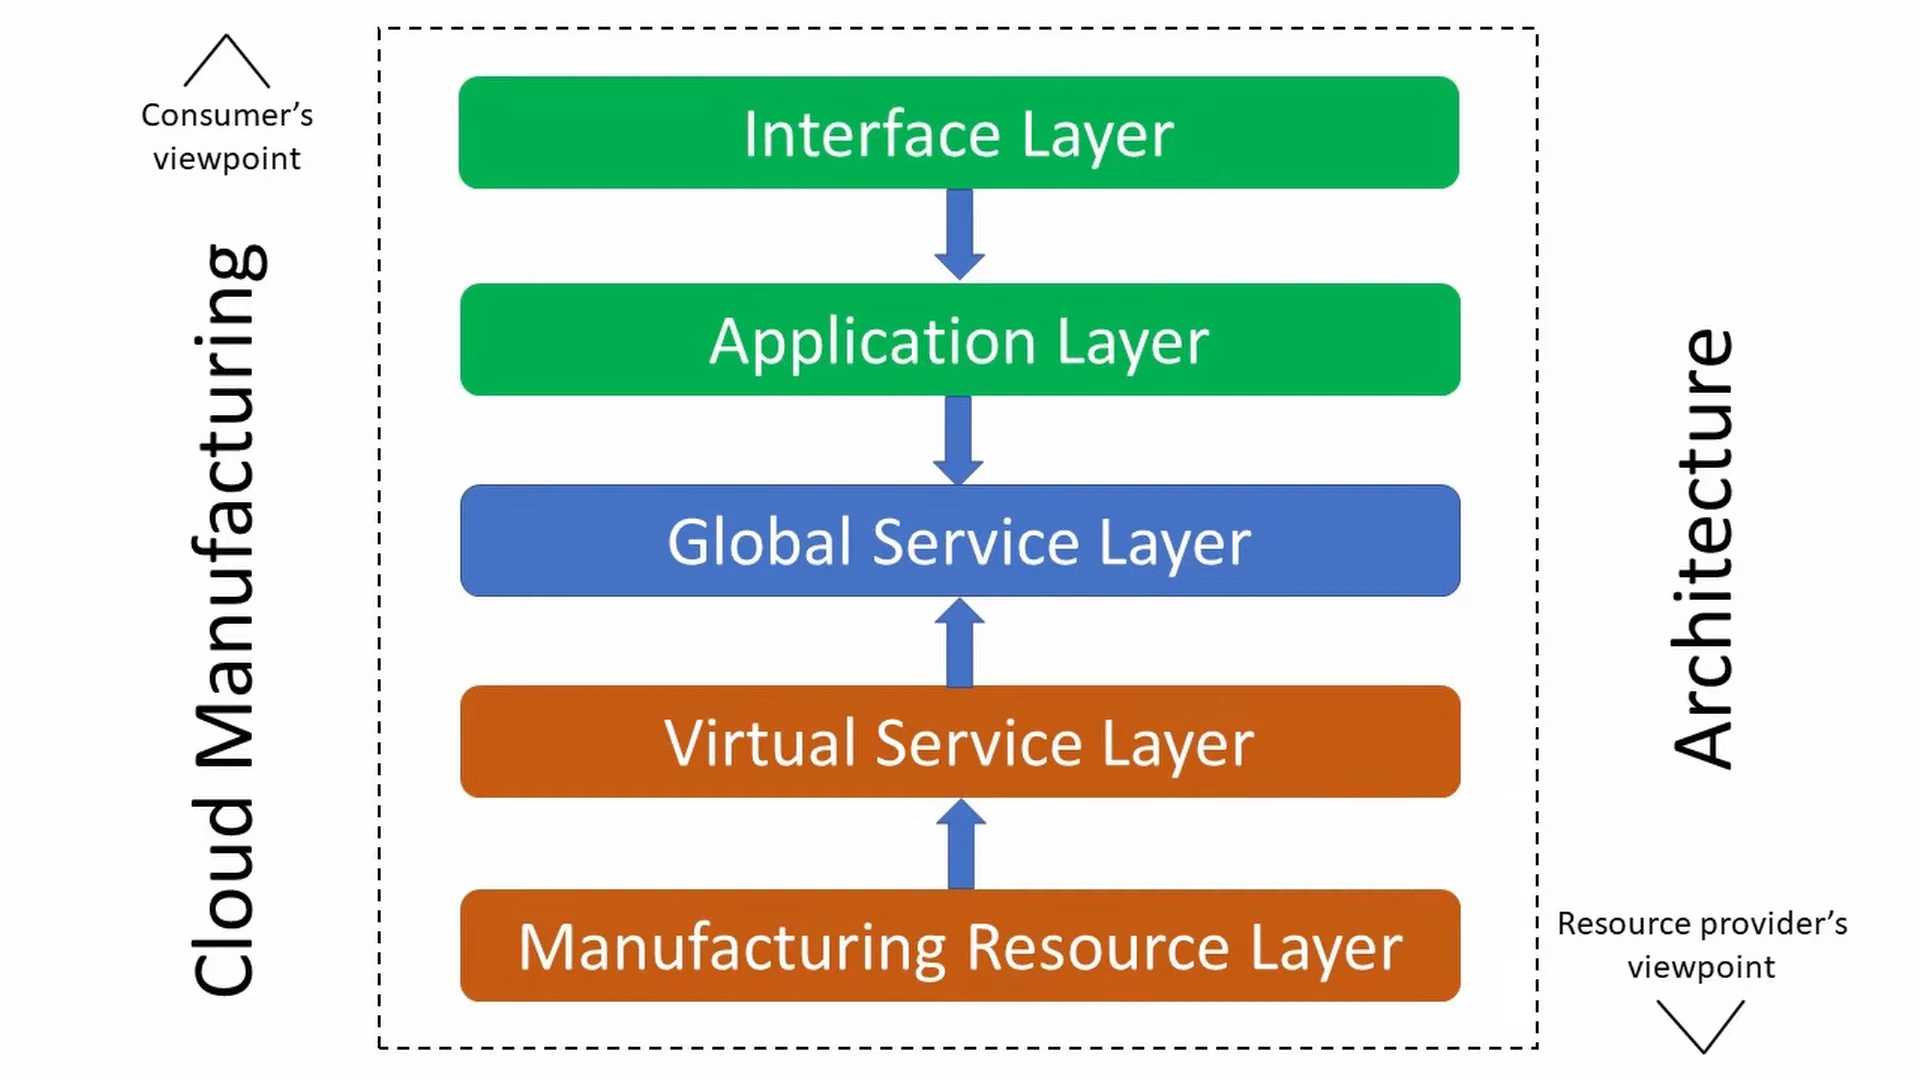 Consumer’s
viewpoint
Cloud Manufacturing
Interface Layer
Application Layer
Global Service Layer
Virtual Service Layer
Manufacturing Resource Layer
Architecture
Resource provider’s
viewpoint